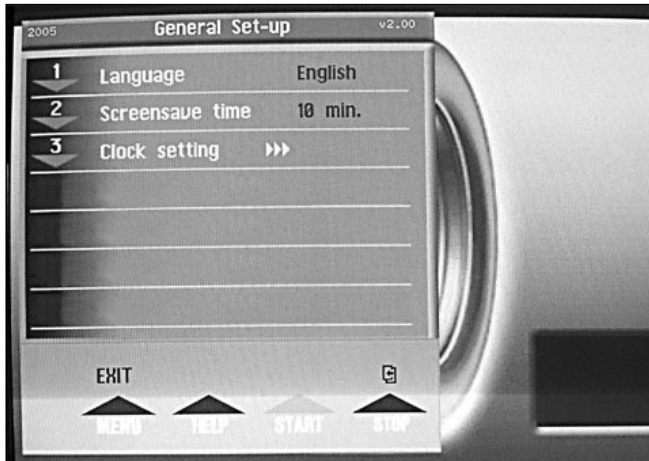 2005 General Set-up v2.00
1 Language English
2 Screensave time 10 min.
3 Clock setting
EXIT
MENU HELP START STOP